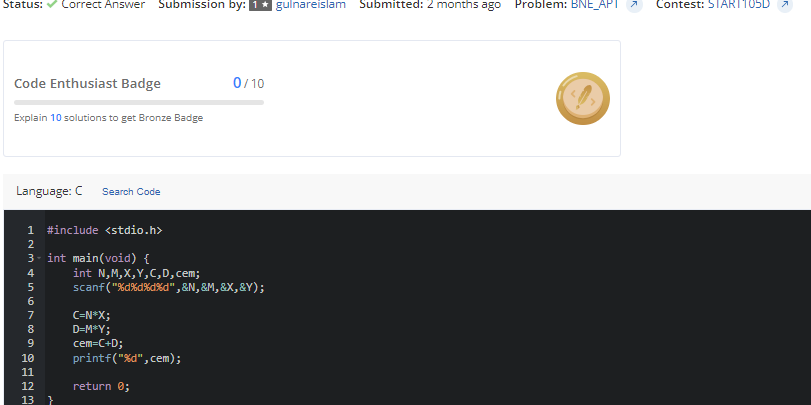 Status: ✔ Correct Answer Submission by: 1★ gulnareislam Submitted: 2 months ago Problem: BNE_APT Contest: START105D
Code Enthusiast Badge 0 / 10
Explain 10 solutions to get Bronze Badge
Language: C Search Code
1 #include <stdio.h>
2
3 int main(void) {
4 int N,M,X,Y,C,D,cem;
5 scanf("%d%d%d%d",&N,&M,&X,&Y);
6
7 C=N*X;
8 D=M*Y;
9 cem=C+D;
10 printf("%d",cem);
11
12 return 0;
13 }